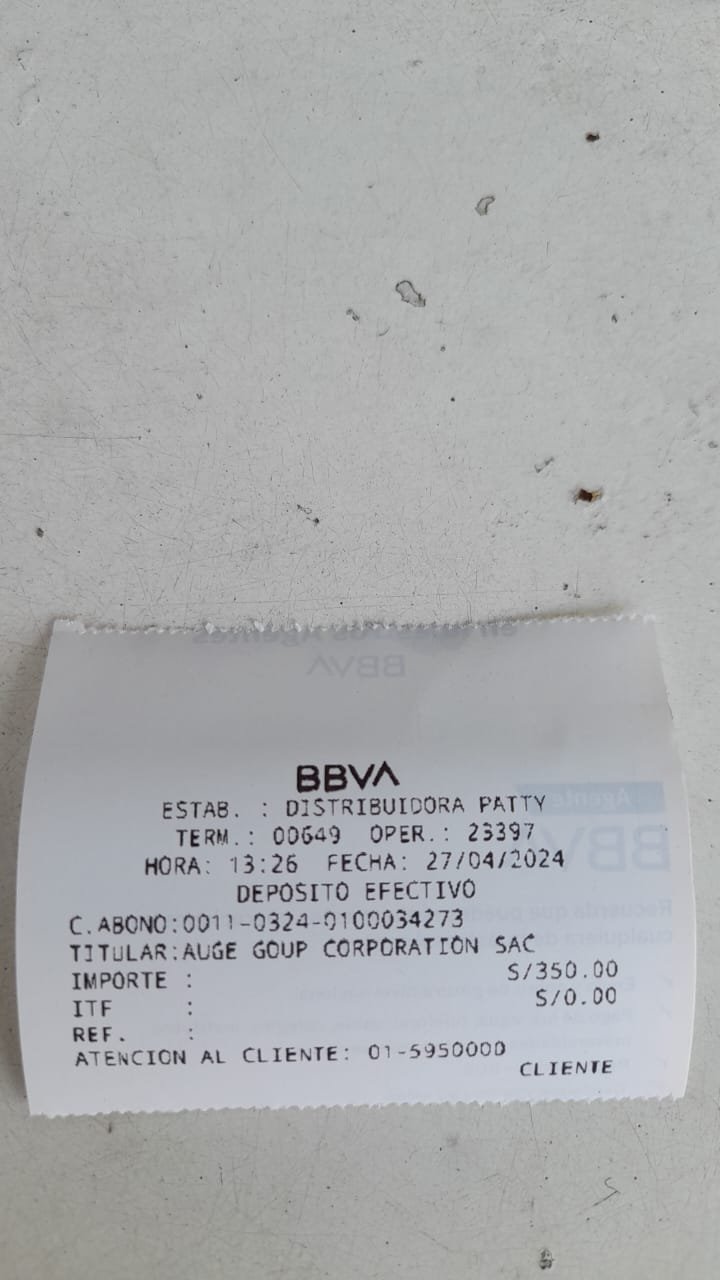 BBVA
ESTAB. : DISTRIBUIDORA PATTY
TERM.: 00649 OPER.: 23397
HORA: 13:26 FECHA: 27/04/2024
DEPOSITO EFECTIVO
C.ABONO:0011-0324-0100034273
TITULAR:AUGE GOUP CORPORATION SAC
IMPORTE : S/350.00
ITF : S/0.00
REF. :
ATENCION AL CLIENTE: 01-5950000
CLIENTE